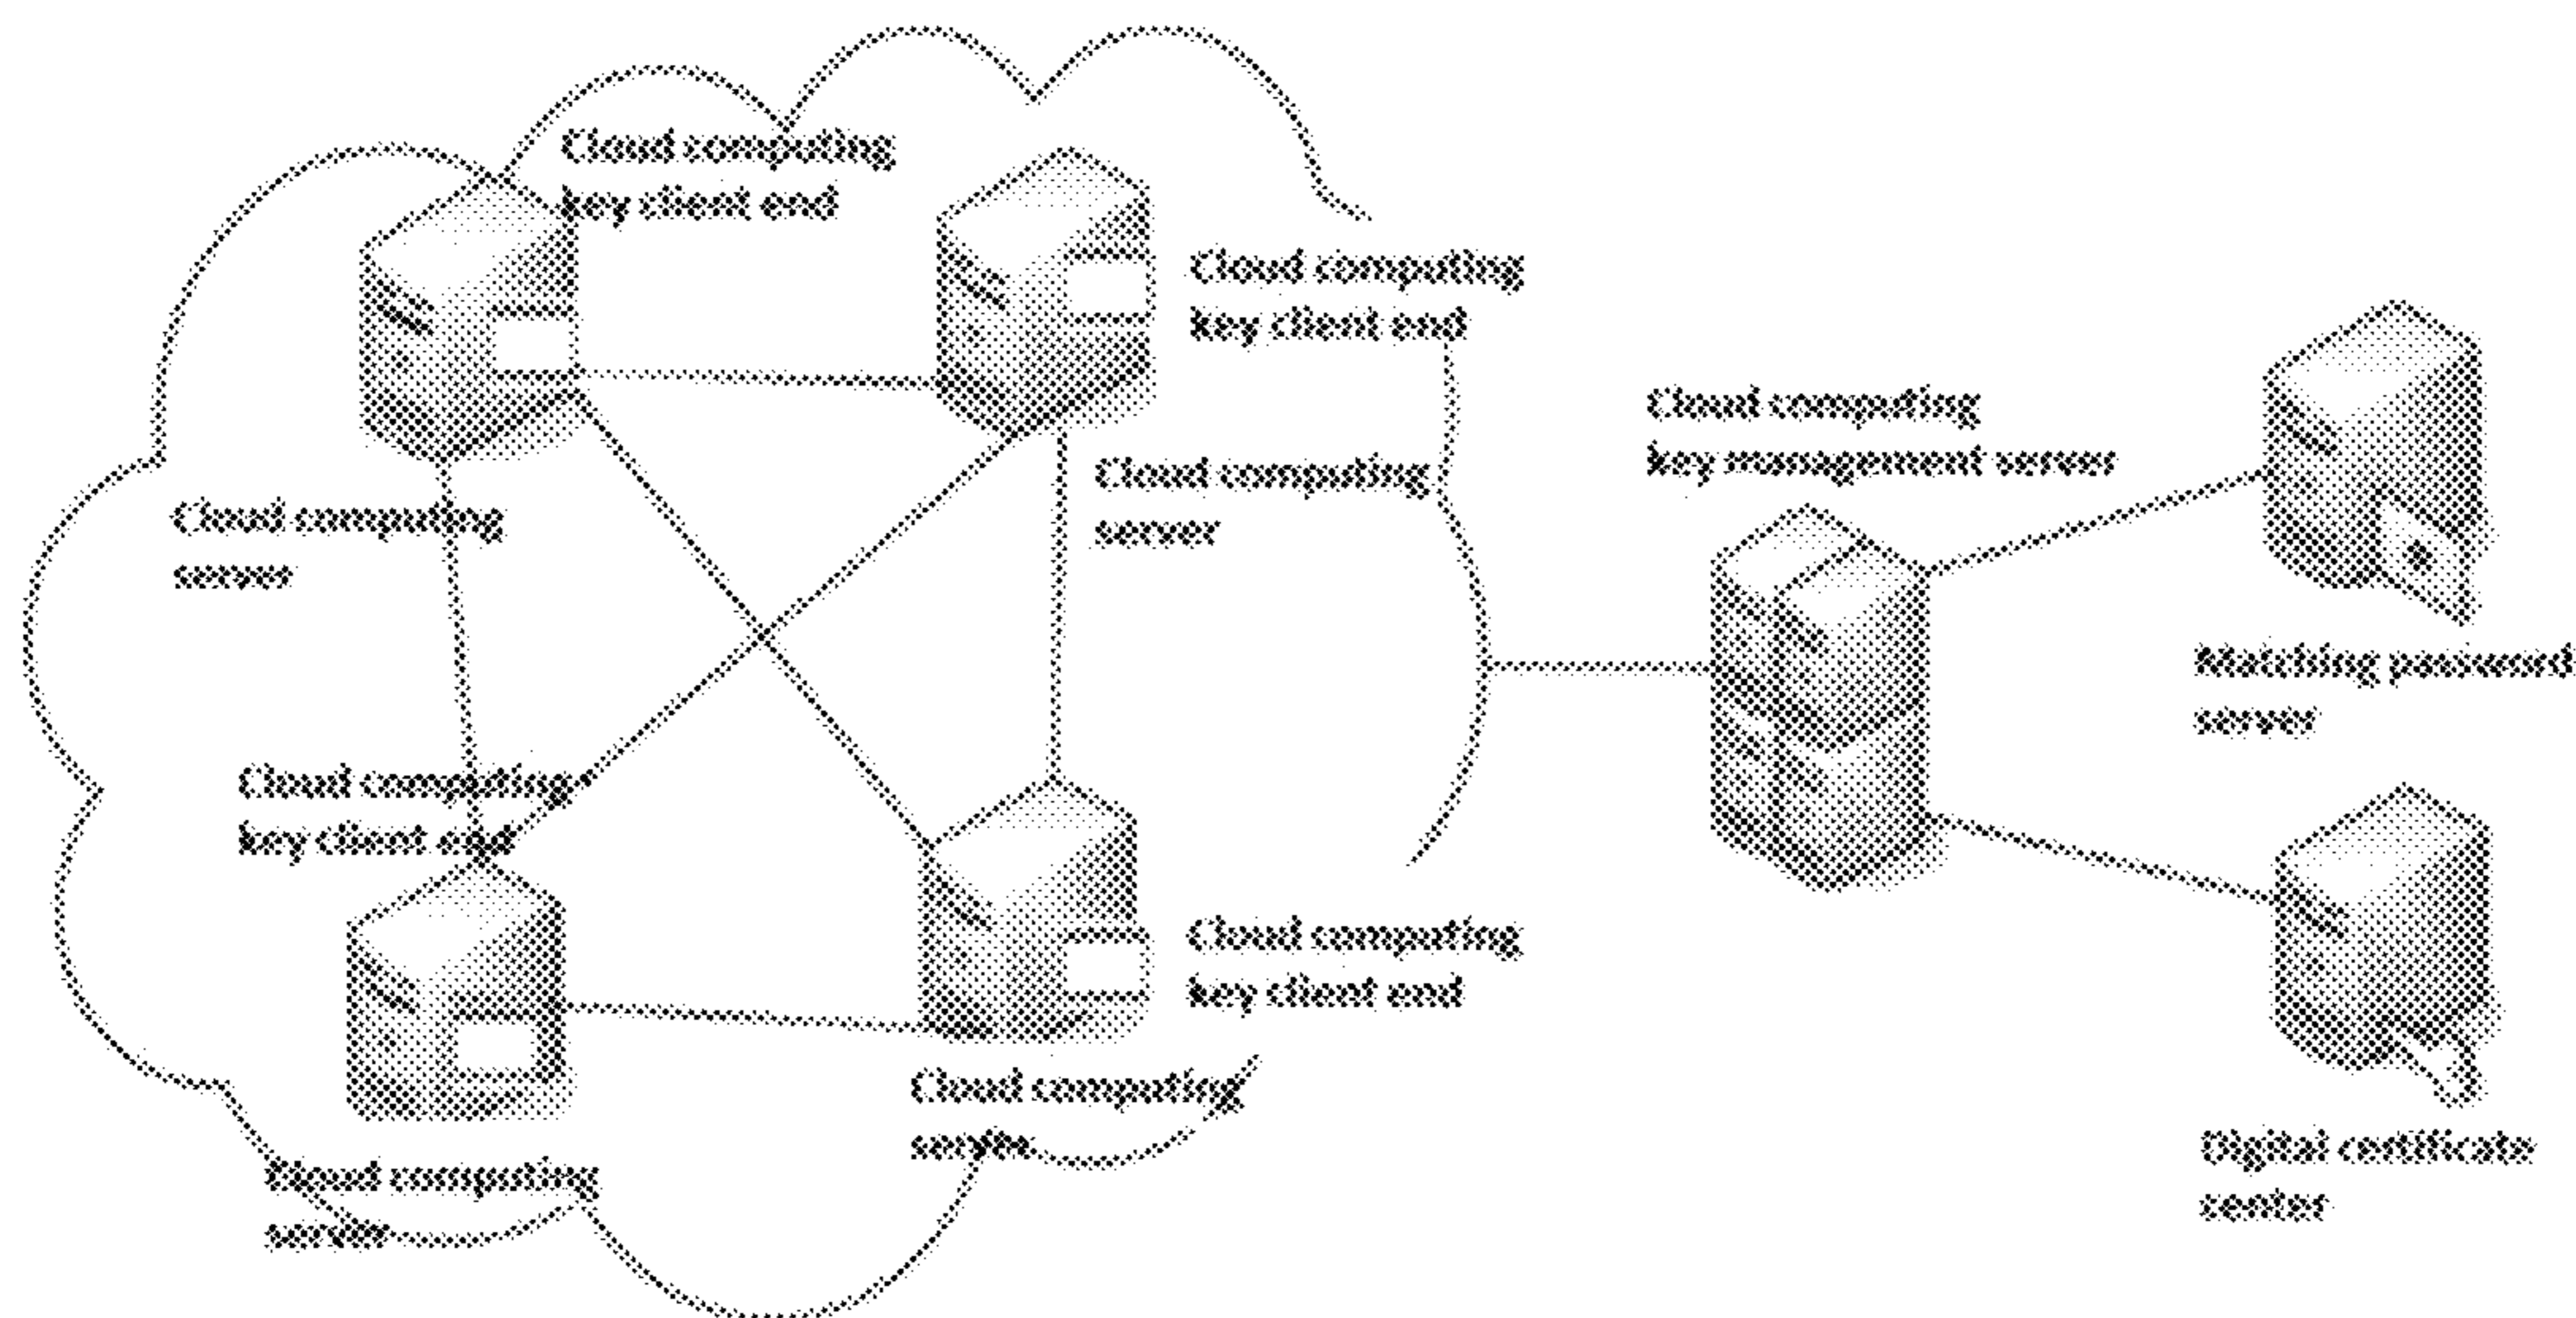 Cloud computing
key client end
Cloud computing
key client end
Cloud computing
key management server
Cloud computing
server
Cloud computing
server
Matching password
server
Cloud computing
key client end
Cloud computing
key client end
Cloud computing
server
Cloud computing
server
Digital certificate
center